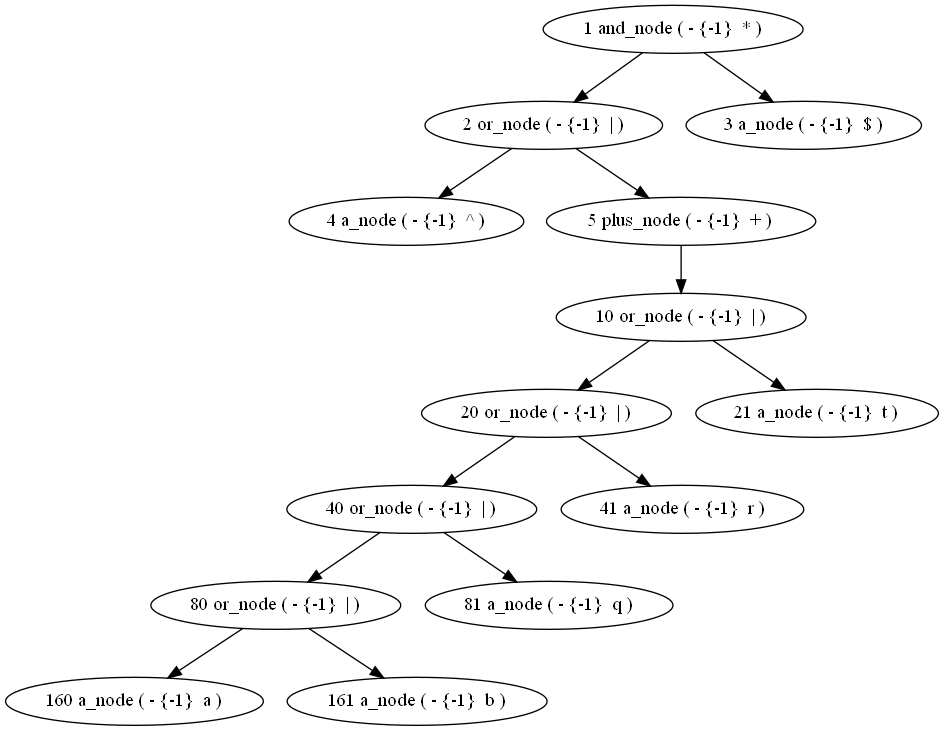 1 and_node ( - {-1}  * )
2 or_node ( - {-1}  | )
3 a_node ( - {-1}  $ )
4 a_node ( - {-1}  ^ )
5 plus_node ( - {-1}  + )
10 or_node ( - {-1}  | )
20 or_node ( - {-1}  | )
21 a_node ( - {-1}  t )
40 or_node ( - {-1}  | )
41 a_node ( - {-1}  r )
80 or_node ( - {-1}  | )
81 a_node ( - {-1}  q )
160 a_node ( - {-1}  a )
161 a_node ( - {-1}  b )